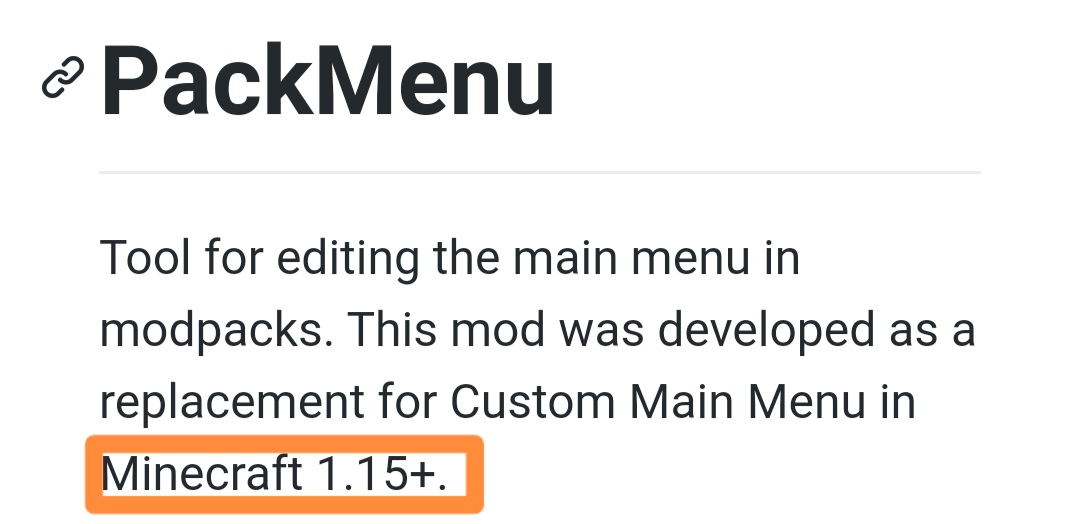 PackMenu
Tool for editing the main menu in
modpacks. This mod was developed as a
replacement for Custom Main Menu in
Minecraft 1.15+.